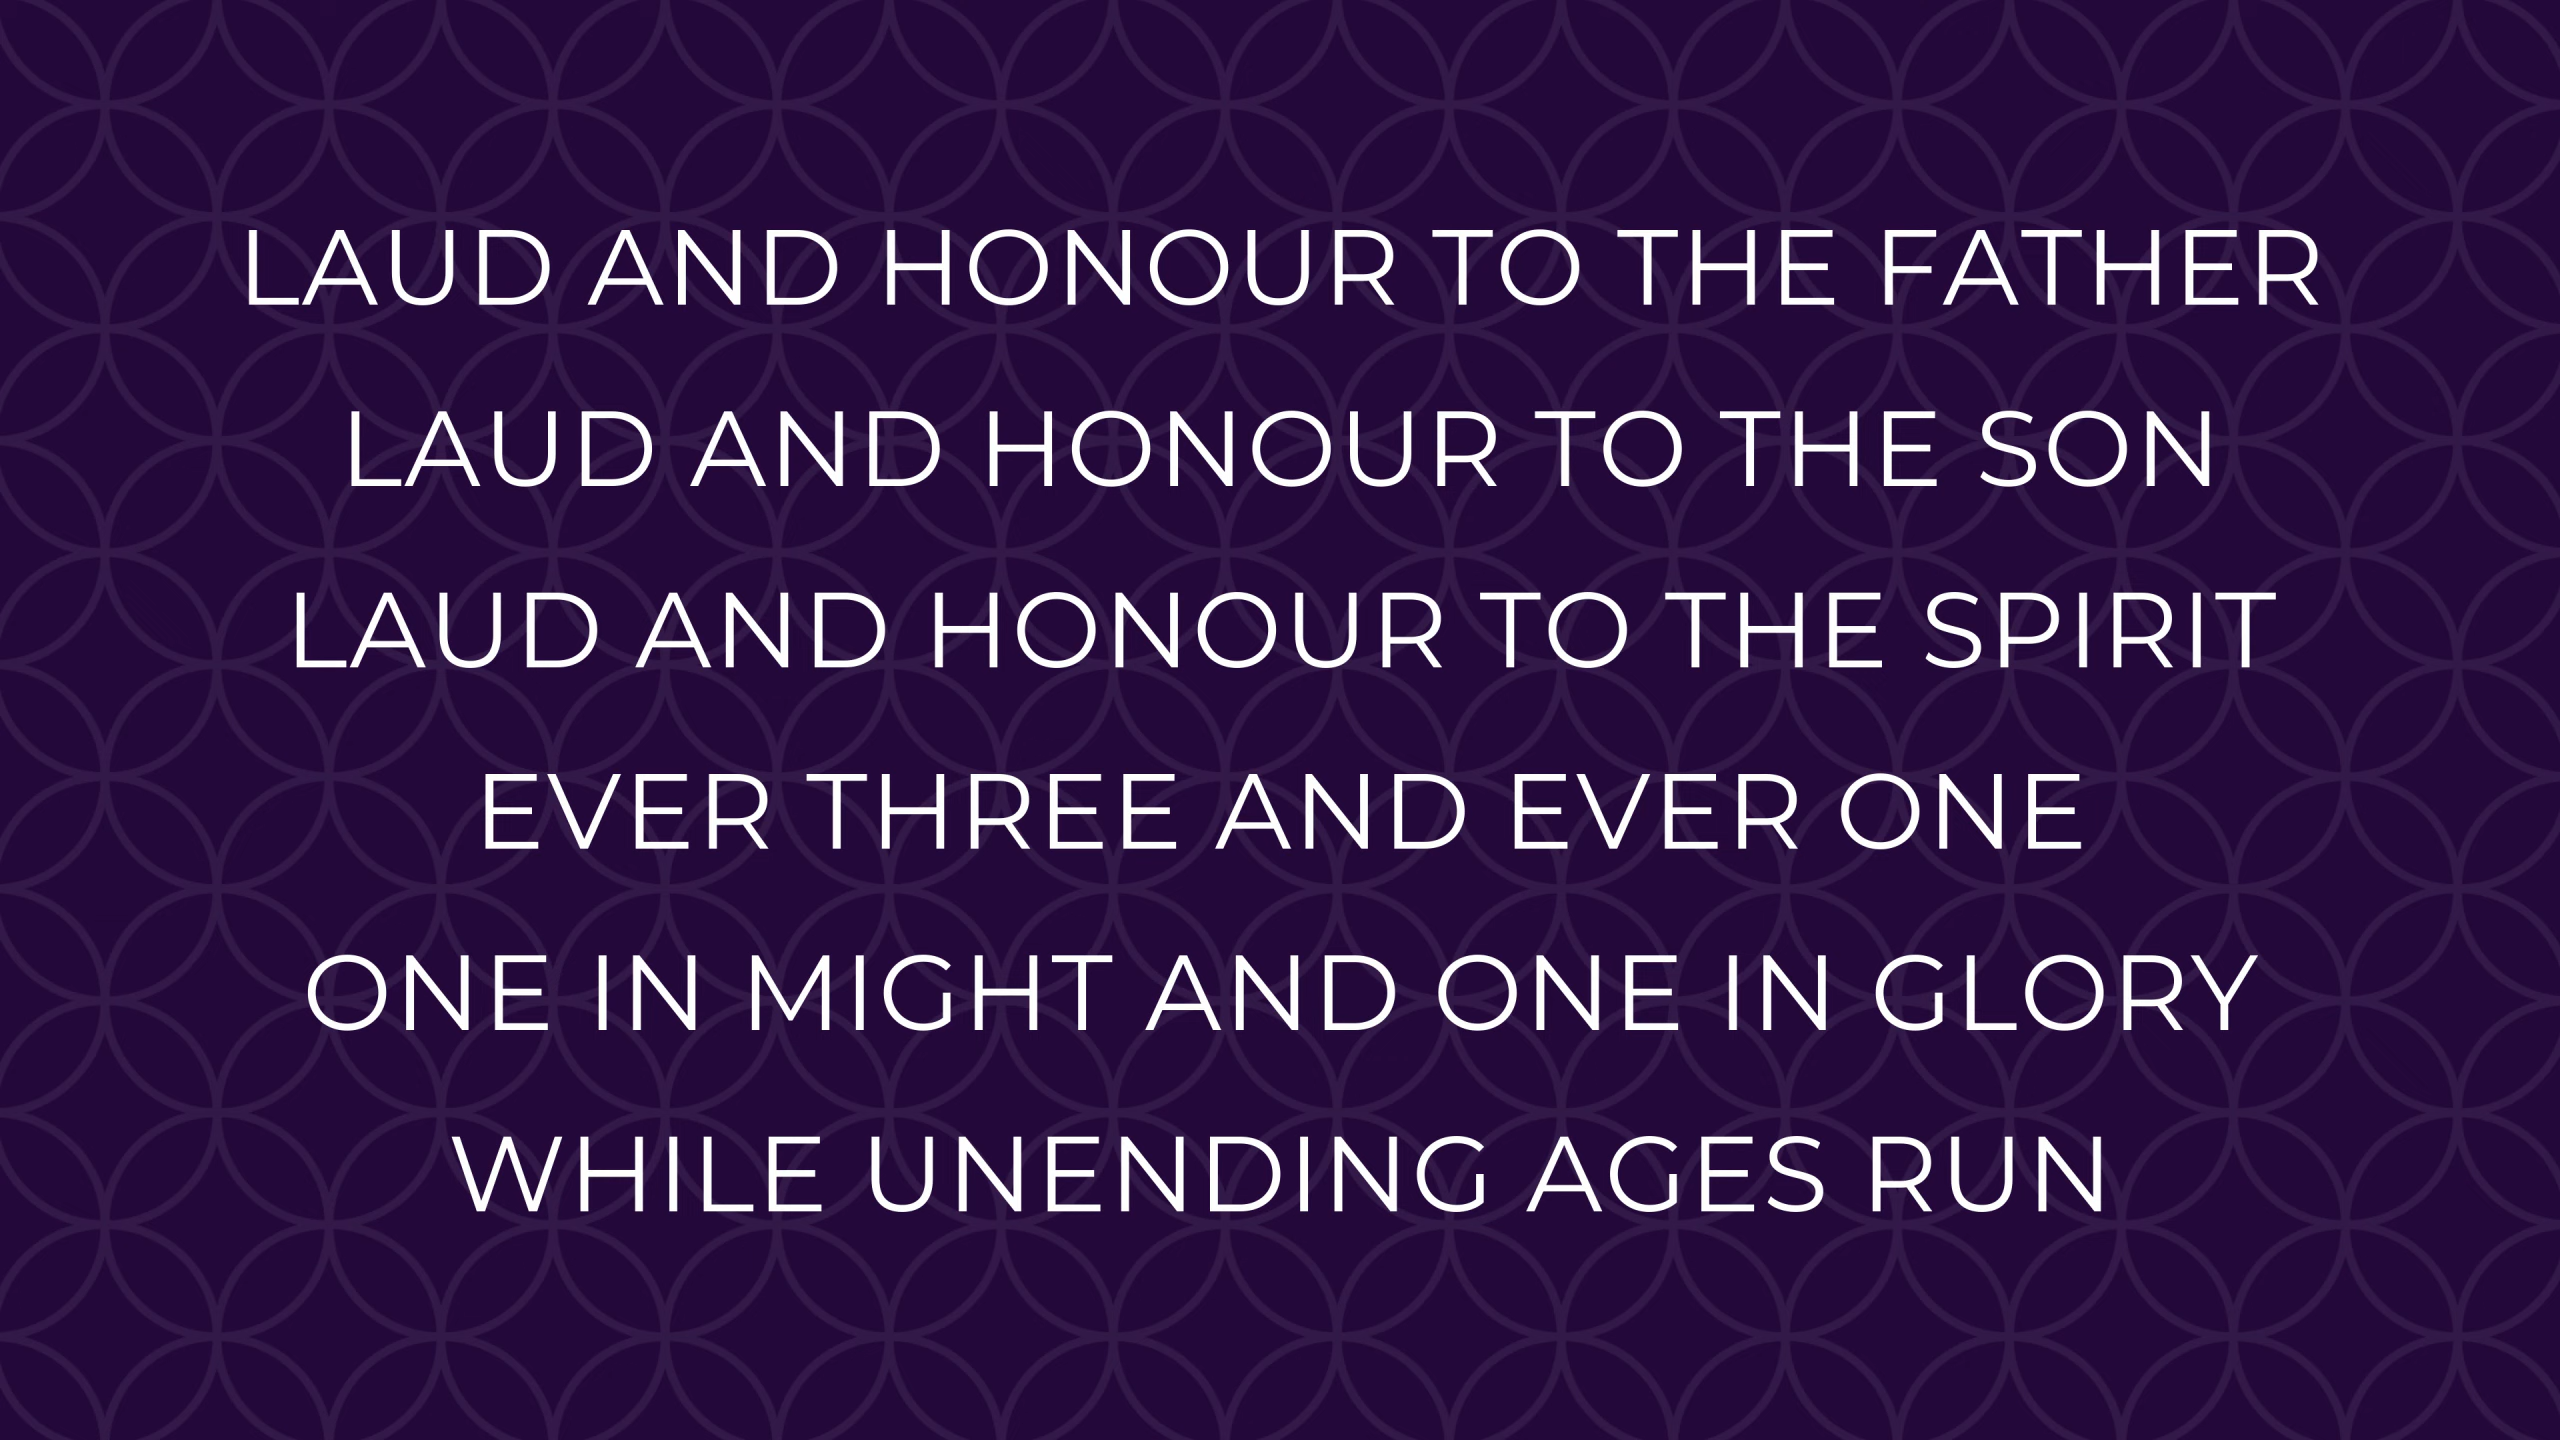 LAUD AND HONOUR TO THE FATHER
LAUD AND HONOUR TO THE SON
LAUD AND HONOUR TO THE SPIRIT
EVER THREE AND EVER ONE
ONE IN MIGHT AND ONE IN GLORY
WHILE UNENDING AGES RUN